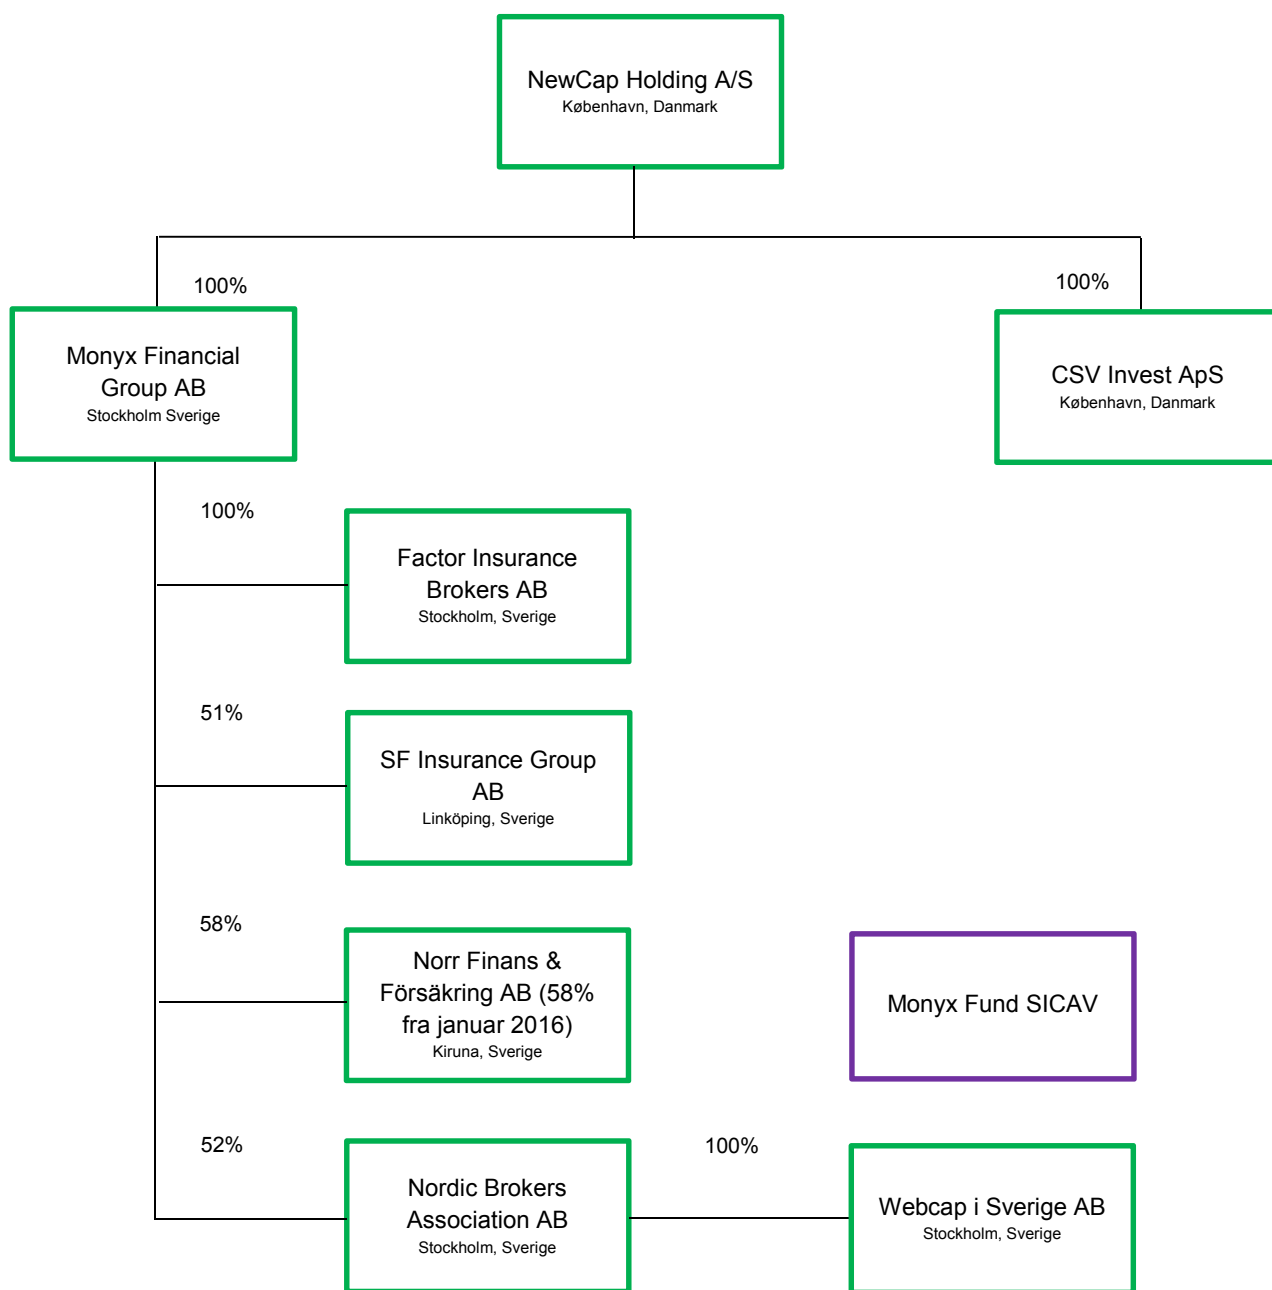 NewCap Holding A/S
København, Danmark
100%
100%
Monyx Financial
Group AB
Stockholm Sverige
CSV Invest ApS
København, Danmark
100%
Factor Insurance
Brokers AB
Stockholm, Sverige
51%
SF Insurance Group
AB
Linköping, Sverige
58%
Norr Finans &
Försäkring AB (58%
fra januar 2016)
Kiruna, Sverige
Monyx Fund SICAV
52%
100%
Nordic Brokers
Association AB
Stockholm, Sverige
Webcap i Sverige AB
Stockholm, Sverige